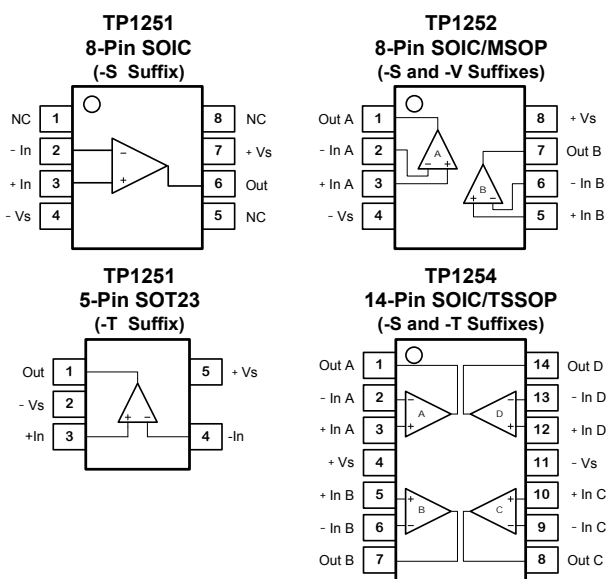 TP1251
8-Pin SOIC
(-S Suffix)
NC 1 8 NC
- In 2 − 7 + Vs
+ In 3 + 6 Out
- Vs 4 5 NC
TP1252
8-Pin SOIC/MSOP
(-S and -V Suffixes)
Out A 1 8 + Vs
- In A 2 A − + 7 Out B
+ In A 3 B + − 6 - In B
- Vs 4 5 + In B
TP1251
5-Pin SOT23
(-T Suffix)
Out 1 5 + Vs
- Vs 2
+In 3 + − 4 -In
TP1254
14-Pin SOIC/TSSOP
(-S and -T Suffixes)
Out A 1 14 Out D
- In A 2 − − 13 - In D
A D
+ In A 3 + + 12 + In D
+ Vs 4 11 - Vs
+ In B 5 + + 10 + In C
B C
- In B 6 − − 9 - In C
Out B 7 8 Out C